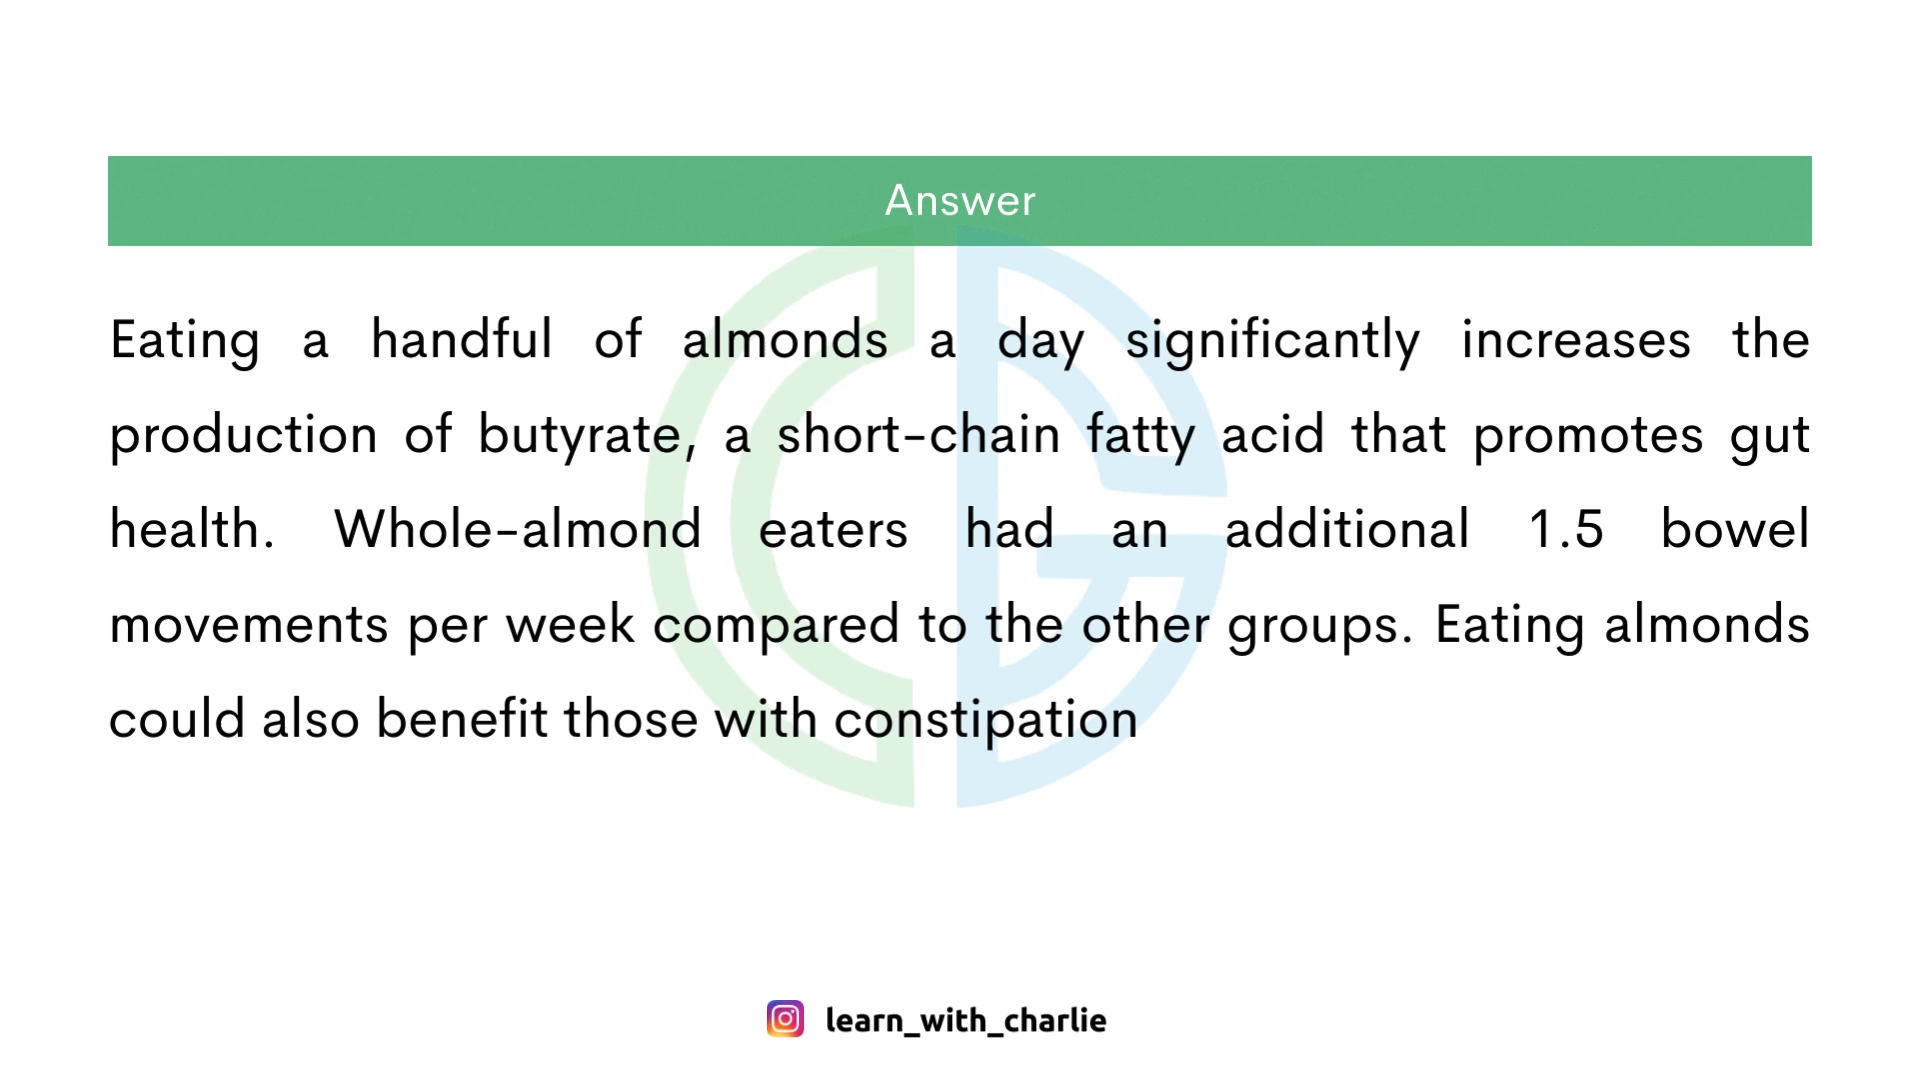 Answer
Eating a handful of almonds a day significantly increases the
production of butyrate, a short-chain fatty acid that promotes gut
health. Whole-almond eaters had an additional 1.5 bowel
movements per week compared to the other groups. Eating almonds
could also benefit those with constipation
learn_with_charlie